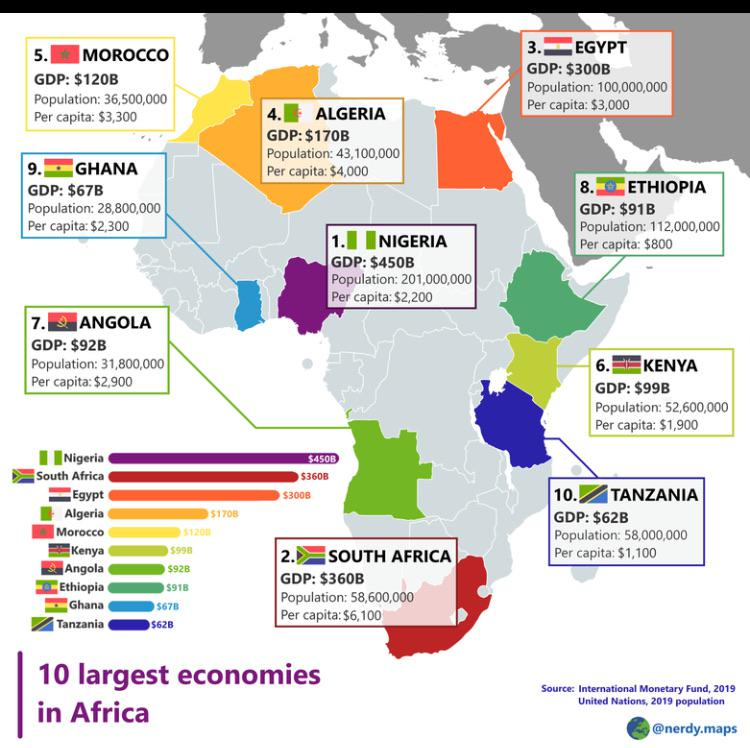 5. MOROCCO
GDP: $120B
Population: 36,500,000
Per capita: $3,300
3. EGYPT
GDP: $300B
Population: 100,000,000
Per capita: $3,000
4. ALGERIA
GDP: $170B
Population: 43,100,000
Per capita: $4,000
9. GHANA
GDP: $67B
Population: 28,800,000
Per capita: $2,300
8. ETHIOPIA
GDP: $91B
Population: 112,000,000
Per capita: $800
1. NIGERIA
GDP: $450B
Population: 201,000,000
Per capita: $2,200
7. ANGOLA
GDP: $92B
Population: 31,800,000
Per capita: $2,900
6. KENYA
GDP: $99B
Population: 52,600,000
Per capita: $1,900
10. TANZANIA
GDP: $62B
Population: 58,000,000
Per capita: $1,100
2. SOUTH AFRICA
GDP: $360B
Population: 58,600,000
Per capita: $6,100
Nigeria $450B
South Africa $360B
Egypt $300B
Algeria $170B
Morocco $120B
Kenya $99B
Angola $92B
Ethiopia $91B
Ghana $67B
Tanzania $62B
10 largest economies
in Africa
Source: International Monetary Fund, 2019
United Nations, 2019 population
@nerdy.maps